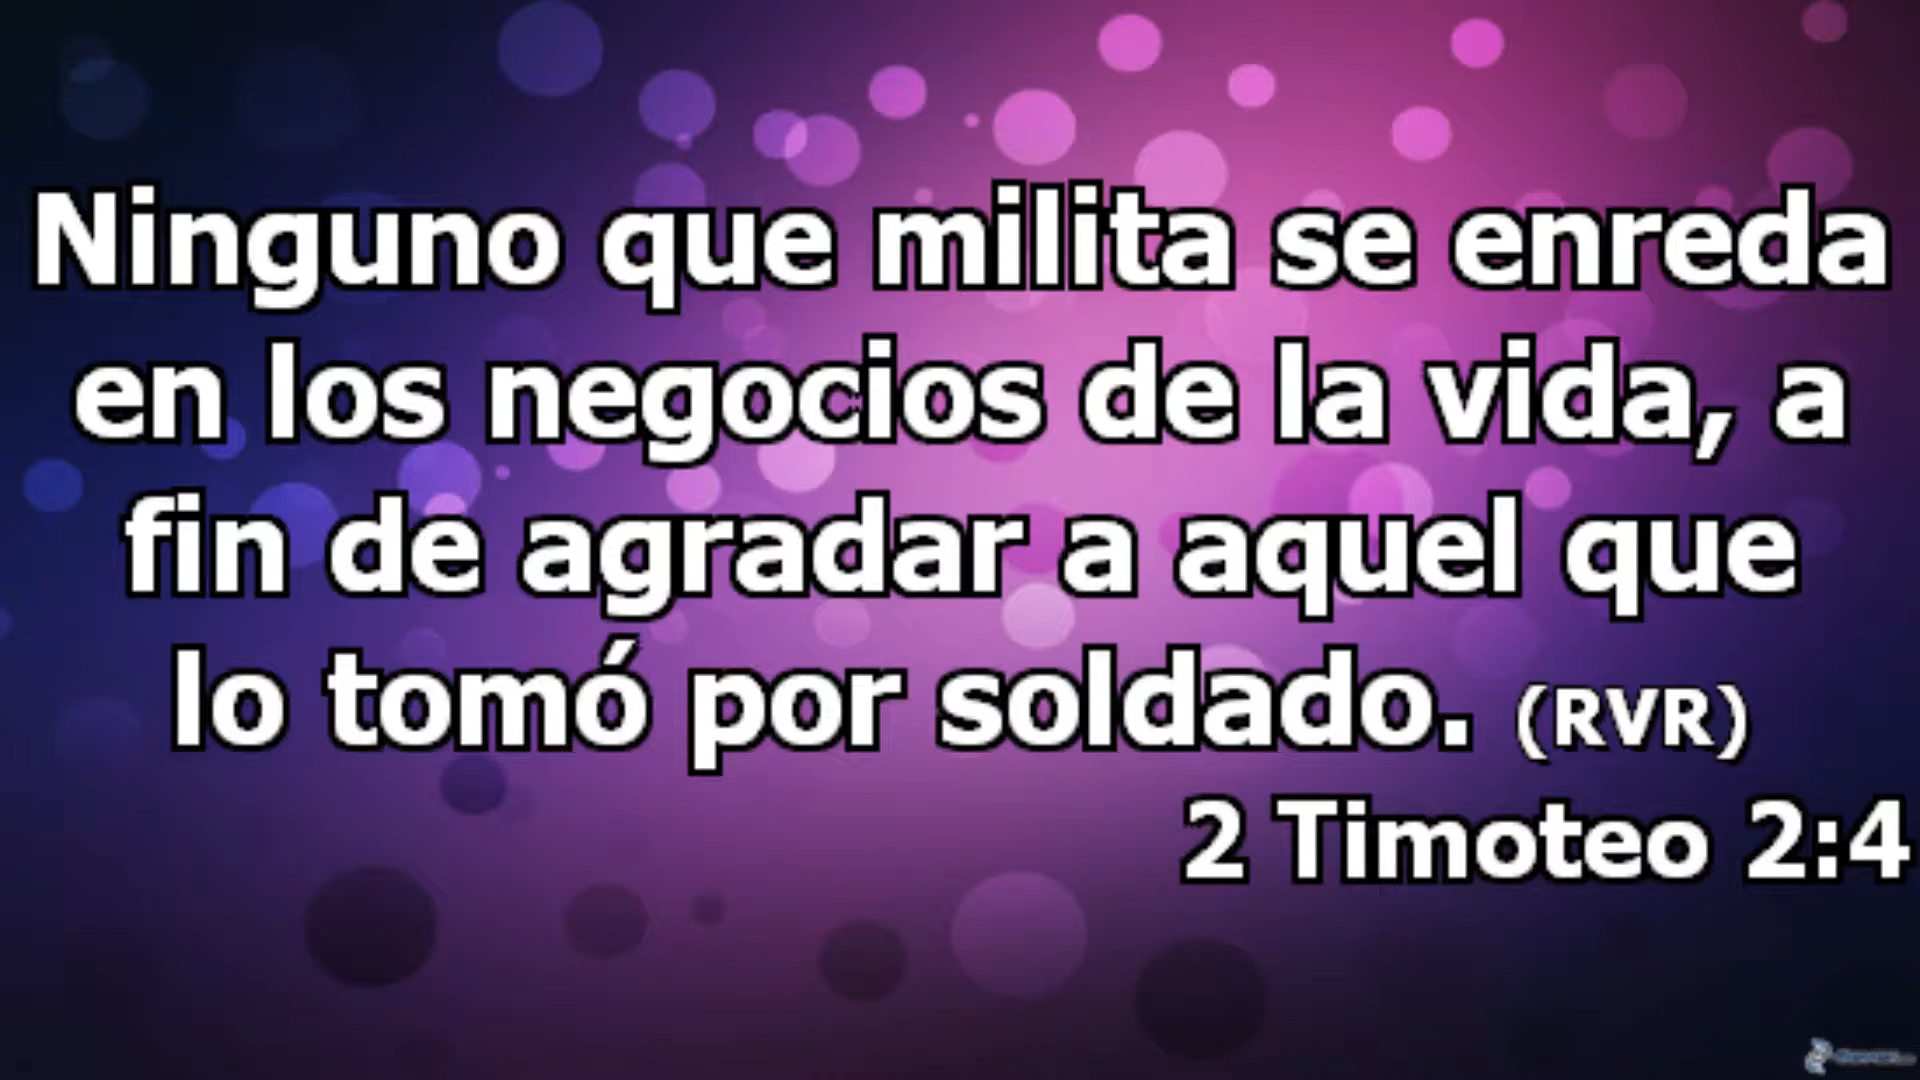 Ninguno que milita se enreda
en los negocios de la vida, a
fin de agradar a aquel que
lo tomó por soldado. (RVR)
2 Timoteo 2:4